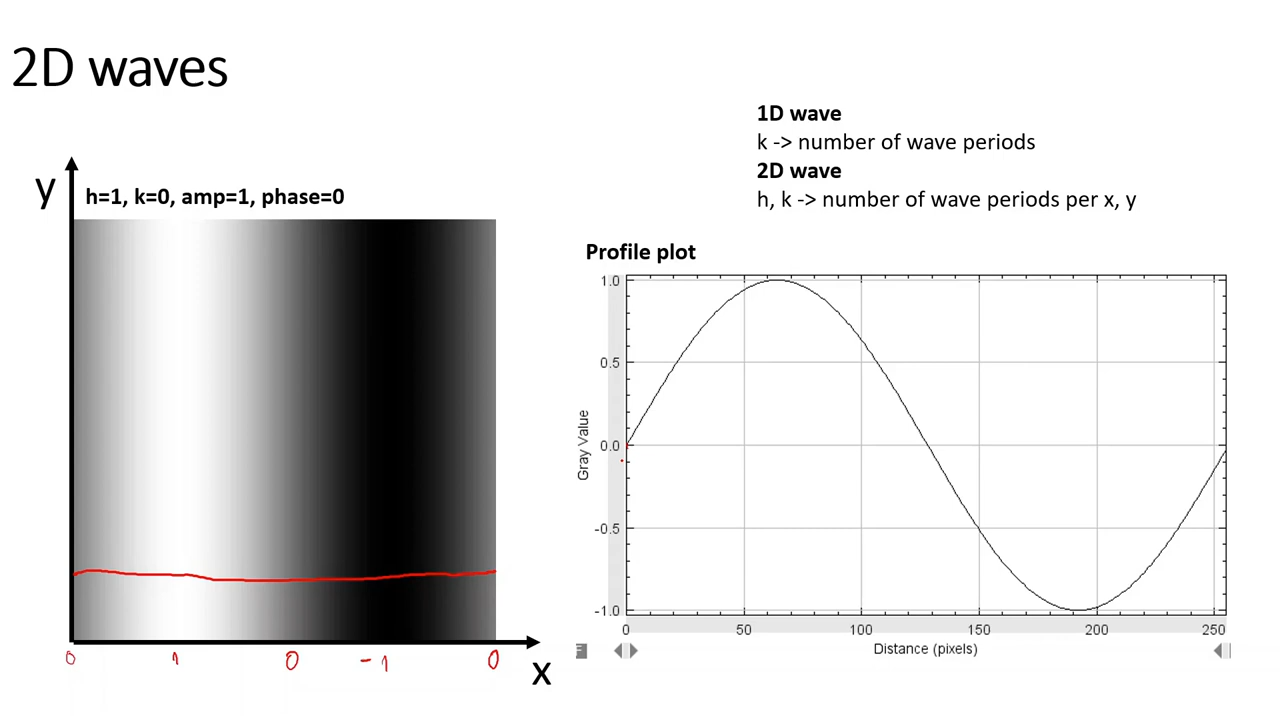 2D waves
1D wave
k -> number of wave periods
2D wave
h, k -> number of wave periods per x, y
y
h=1, k=0, amp=1, phase=0
0 1 0 -1 0
x
Profile plot
Gray Value
1.0
0.5
0.0
-0.5
-1.0
0 50 100 150 200 250
Distance (pixels)